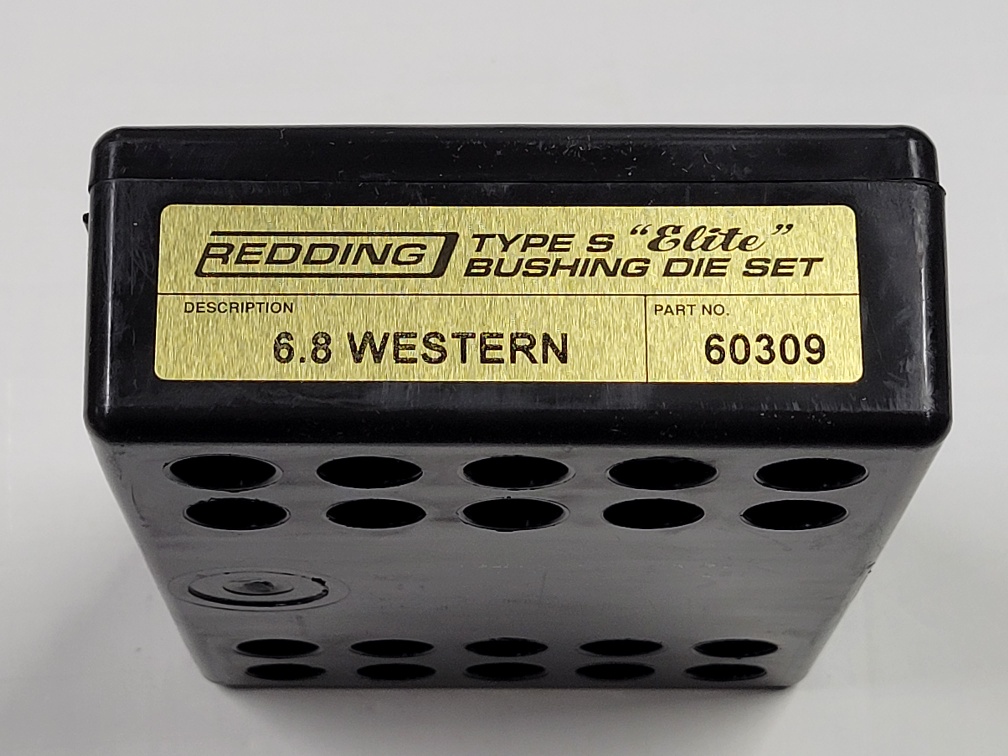 REDDING TYPE S "Elite"
BUSHING DIE SET
DESCRIPTION
6.8 WESTERN
PART NO.
60309